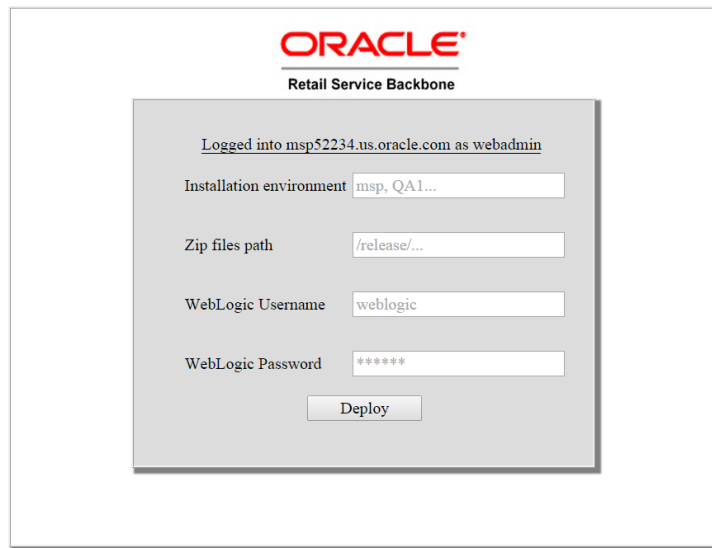 ORACLE®
Retail Service Backbone
Logged into msp52234.us.oracle.com as webadmin
Installation environment msp, QA1...
Zip files path /release/...
WebLogic Username weblogic
WebLogic Password ******
Deploy